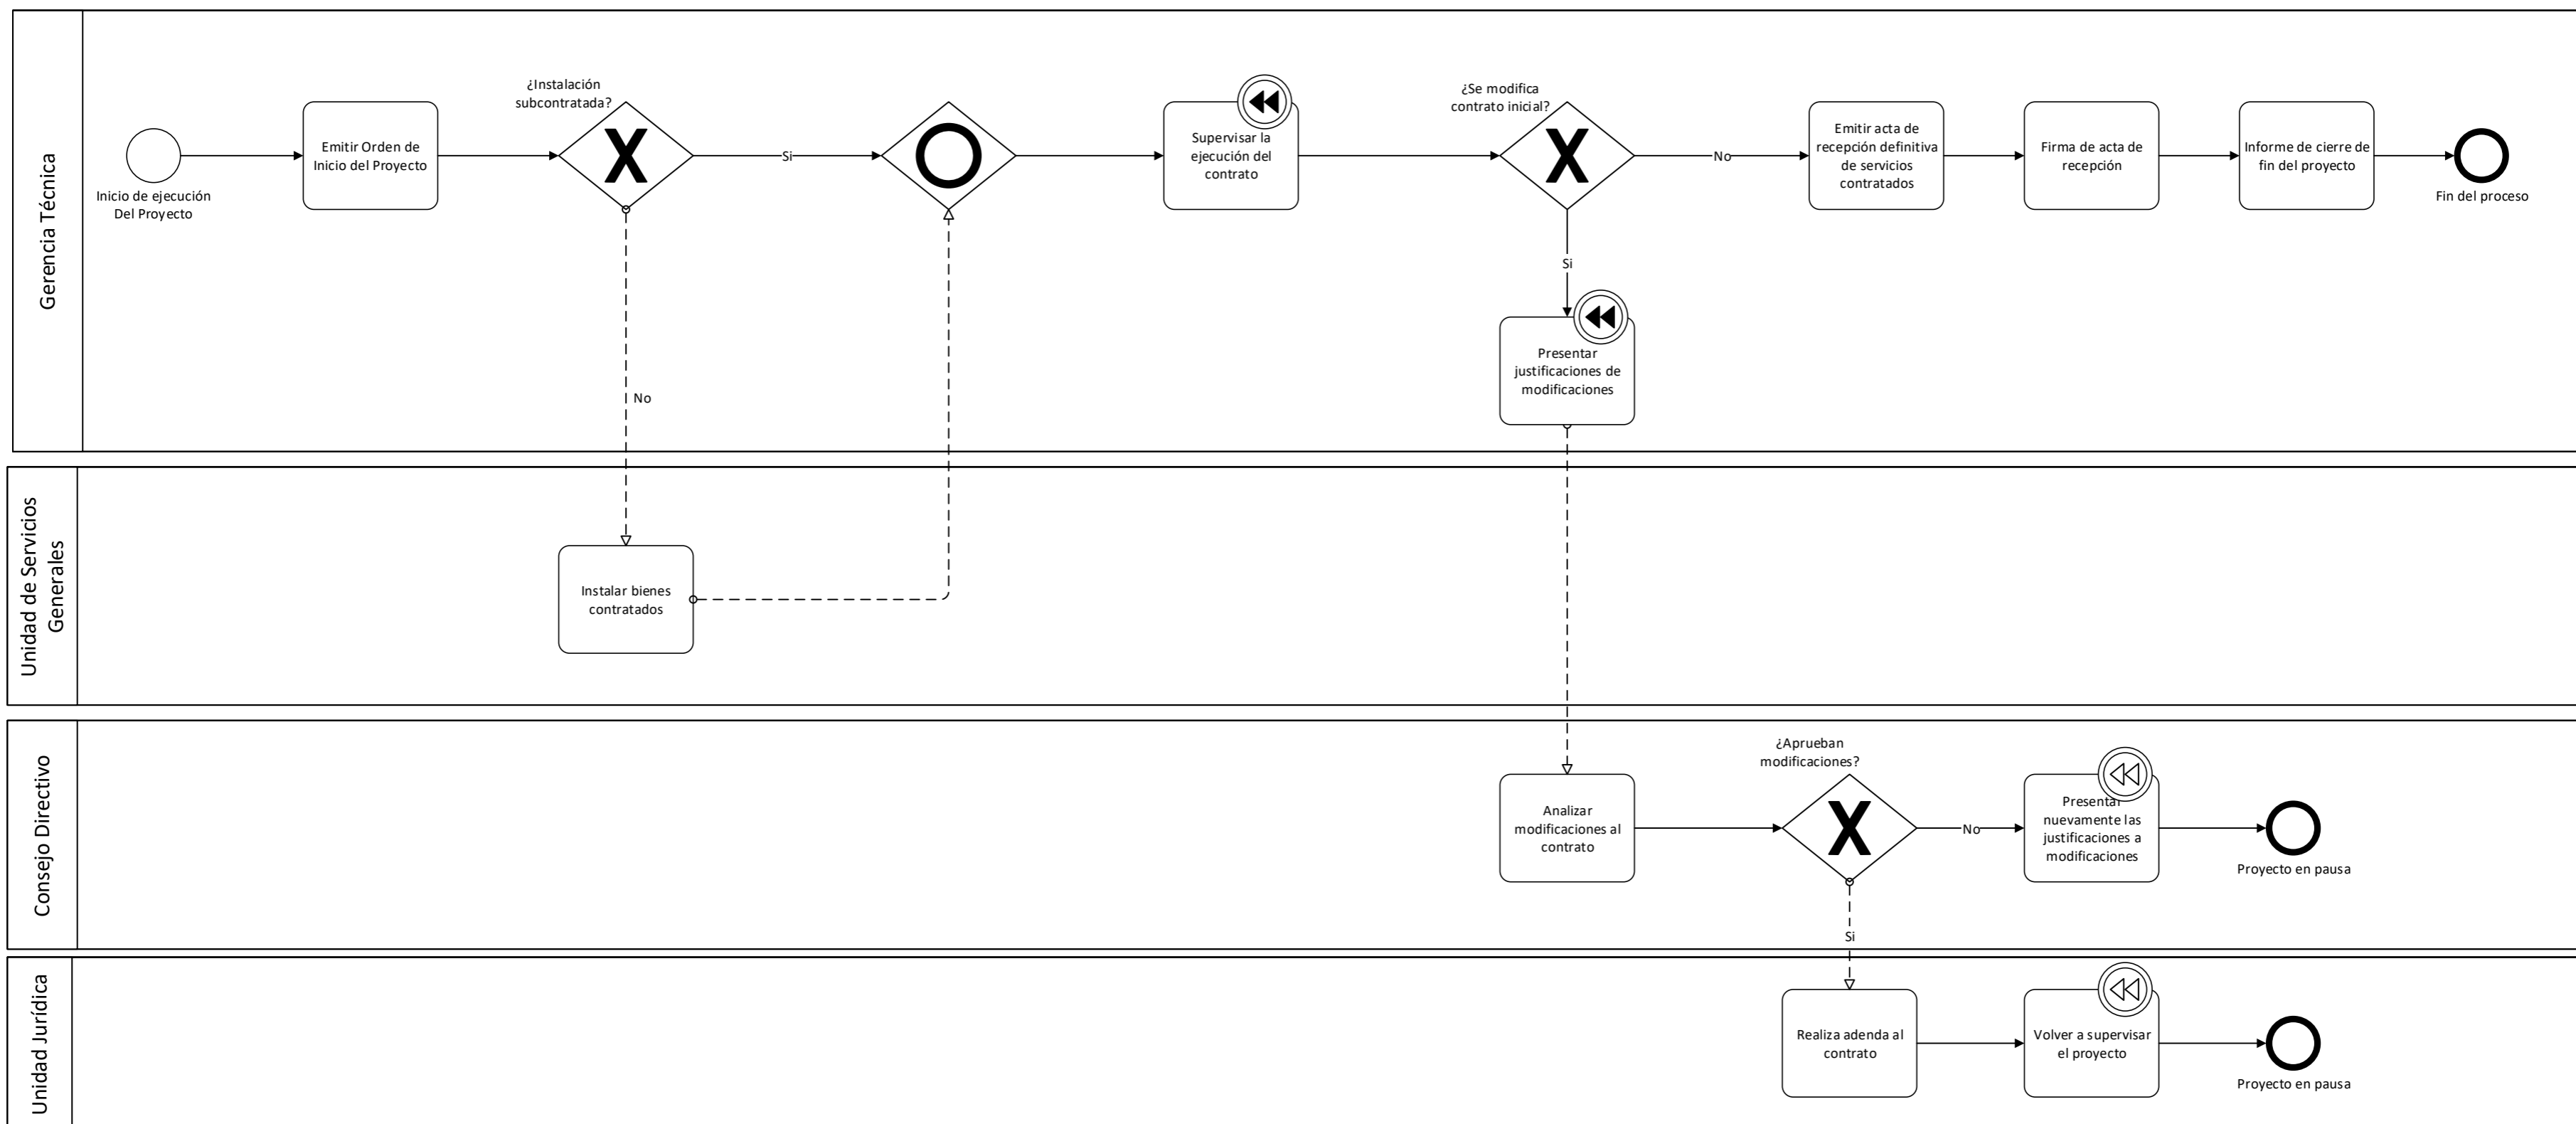 Gerencia Técnica
Inicio de ejecución
Del Proyecto
Emitir Orden de
Inicio del Proyecto
¿Instalación
subcontratada?
Si
No
Supervisar la
ejecución del
contrato
¿Se modifica
contrato inicial?
No
Si
Emitir acta de
recepción definitiva
de servicios
contratados
Firma de acta de
recepción
Informe de cierre de
fin del proyecto
Fin del proceso
Presentar
justificaciones de
modificaciones
Unidad de Servicios
Generales
Instalar bienes
contratados
Consejo Directivo
Analizar
modificaciones al
contrato
¿Aprueban
modificaciones?
No
Si
Presentar
nuevamente las
justificaciones a
modificaciones
Proyecto en pausa
Unidad Jurídica
Realiza adenda al
contrato
Volver a supervisar
el proyecto
Proyecto en pausa